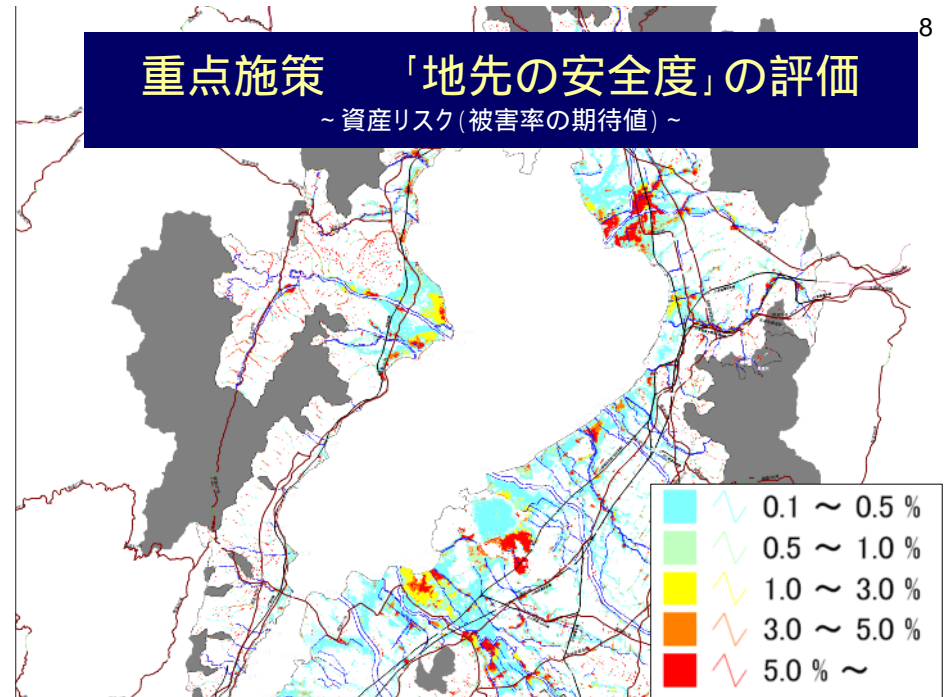 8
重点施策　「地先の安全度」の評価
~ 資産リスク(被害率の期待値) ~
0.1 ～ 0.5 %
0.5 ～ 1.0 %
1.0 ～ 3.0 %
3.0 ～ 5.0 %
5.0 % ～